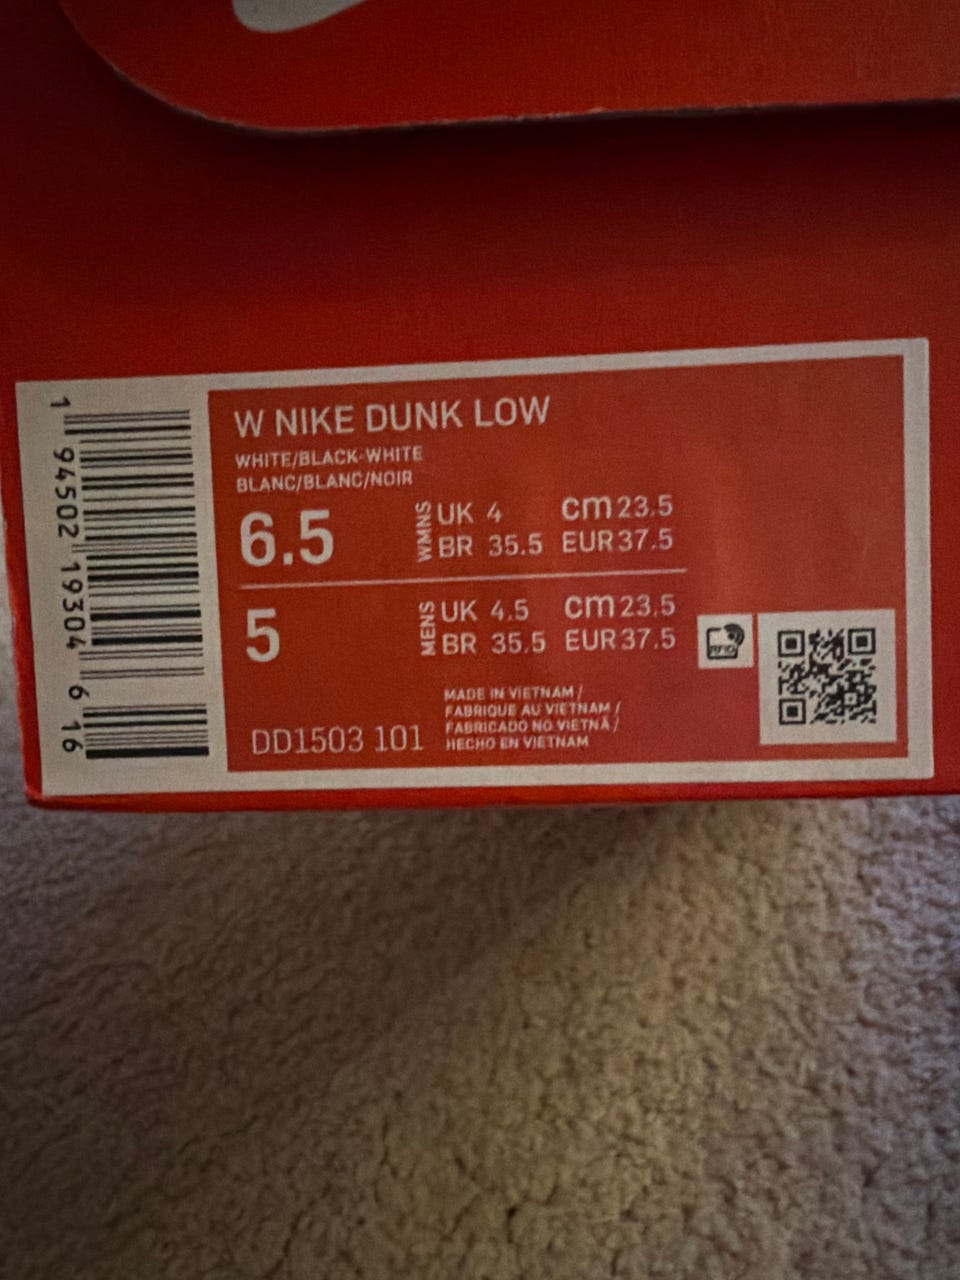 W NIKE DUNK LOW
WHITE/BLACK-WHITE
BLANC/BLANC/NOIR
6.5
WMNS
UK 4 cm 23.5
BR 35.5 EUR 37.5
5
MENS
UK 4.5 cm 23.5
BR 35.5 EUR 37.5
MADE IN VIETNAM /
FABRIQUE AU VIETNAM /
FABRICADO NO VIETNÃ /
HECHO EN VIETNAM
DD1503 101
1 94502 19304 6 16
RFID